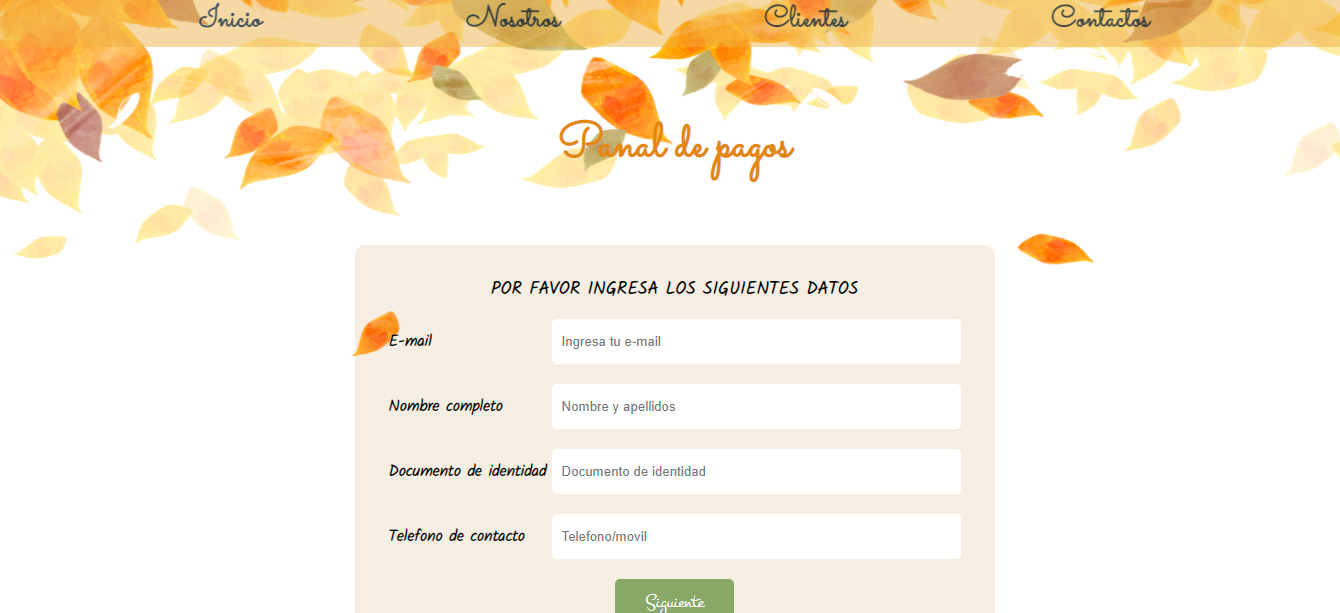 Inicio Nosotros Clientes Contactos
Panal de pagos
POR FAVOR INGRESA LOS SIGUIENTES DATOS
E-mail Ingresa tu e-mail
Nombre completo Nombre y apellidos
Documento de identidad Documento de identidad
Telefono de contacto Telefono/movil
Siguiente